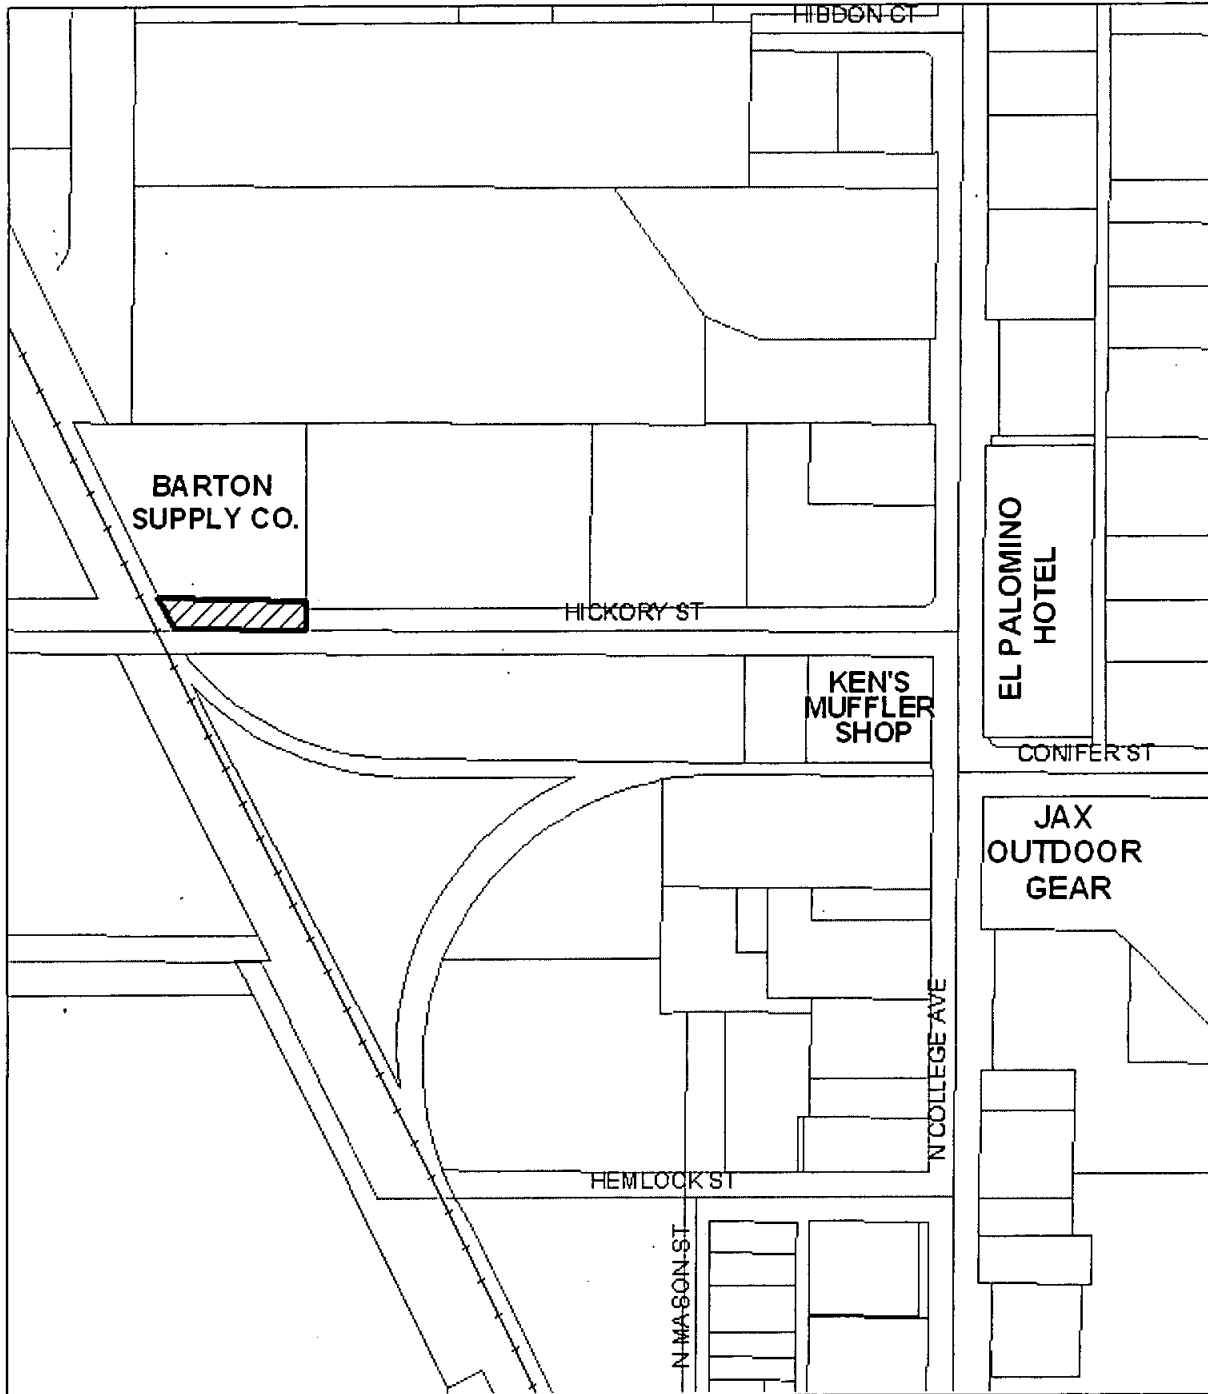 HIBDON CT
BARTON
SUPPLY CO.
EL PALOMINO
HOTEL
HICKORY ST
KEN'S
MUFFLER
SHOP
CONIFER ST
JAX
OUTDOOR
GEAR
N COLLEGE AVE
HEMLOCK ST
N MASON ST